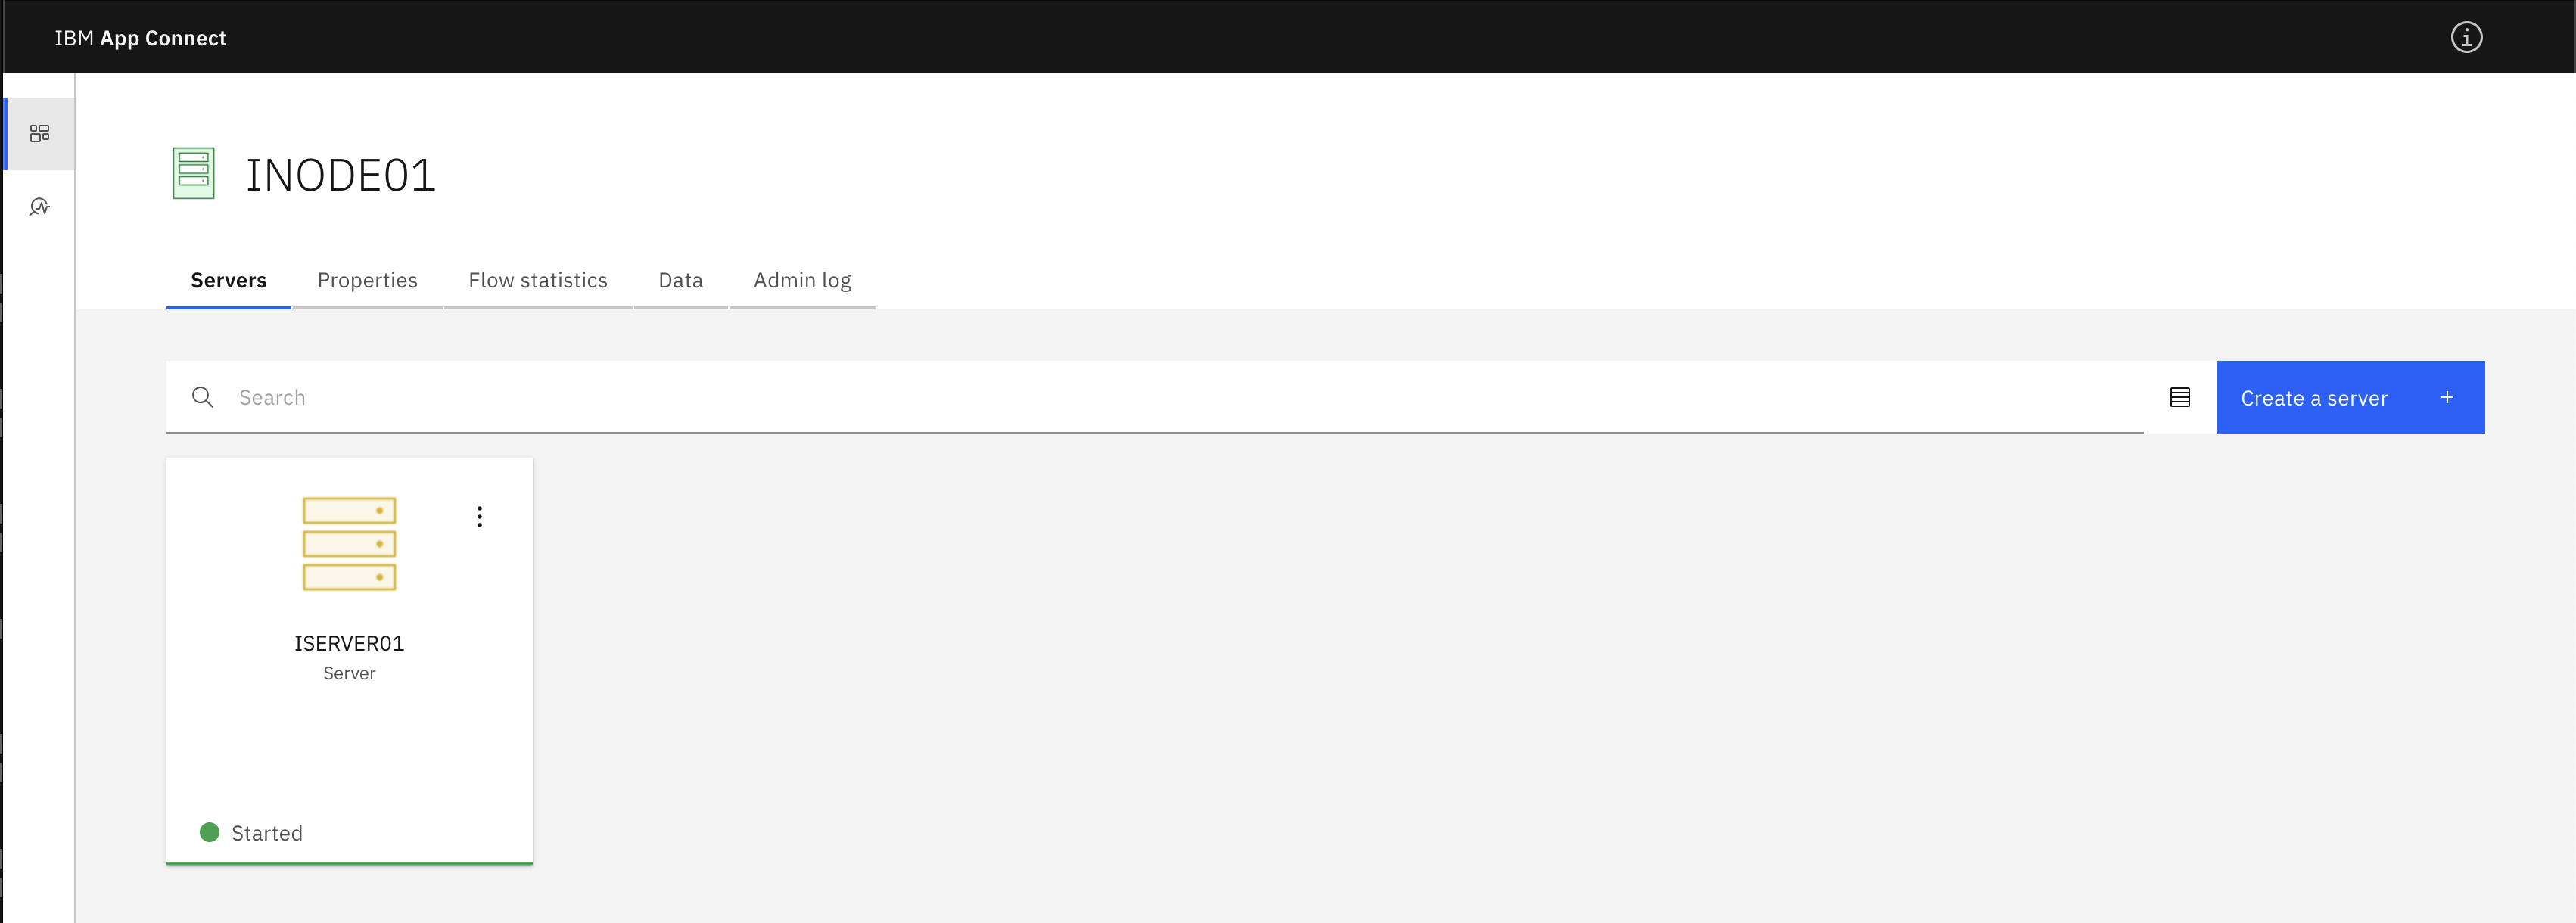 IBM App Connect
INODE01
Servers Properties Flow statistics Data Admin log
Search
Create a server +
ISERVER01
Server
Started